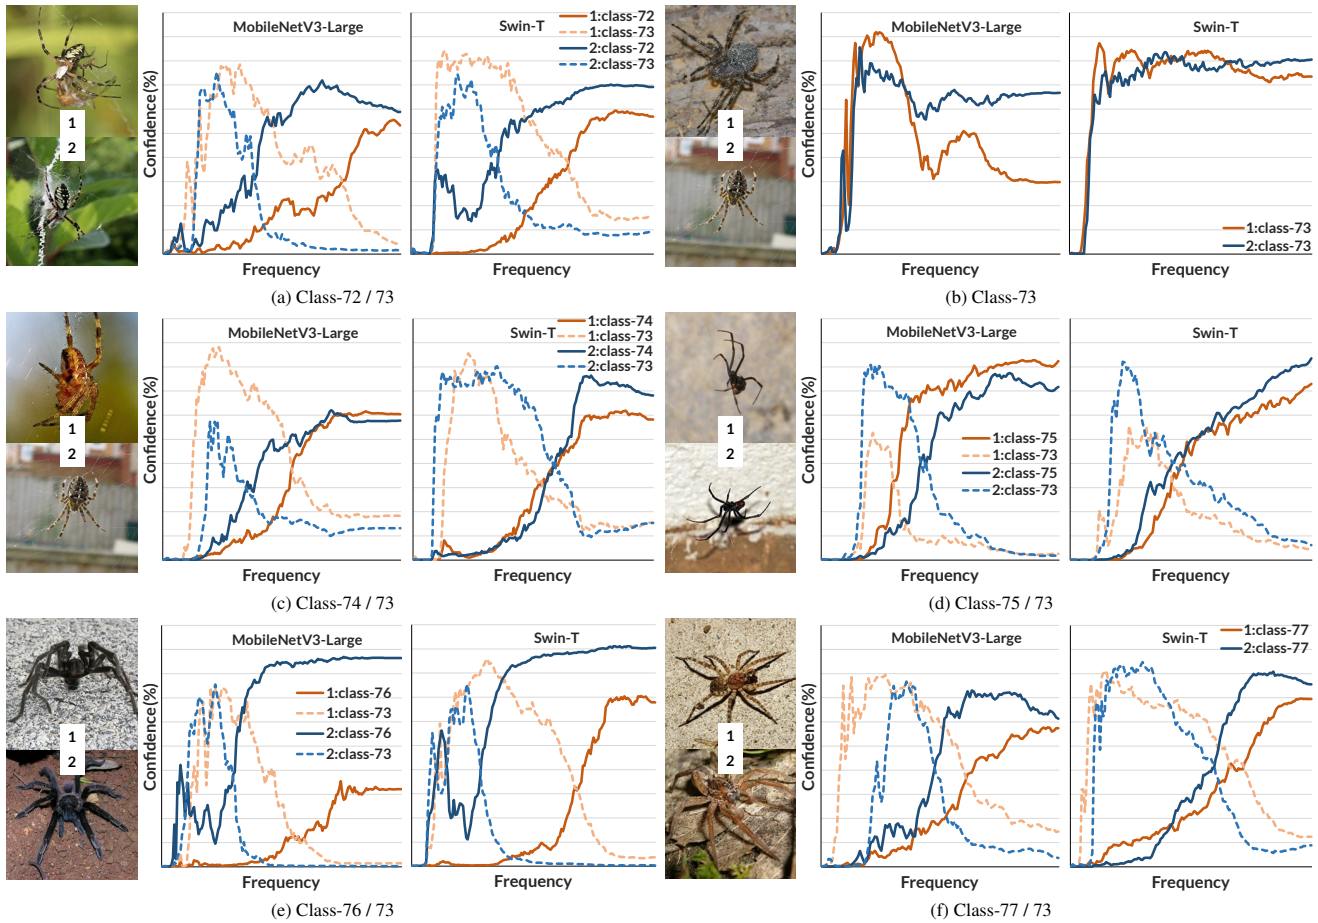 MobileNetV3-Large
Swin-T
1:class-72
1:class-73
2:class-72
2:class-73
1
2
Confidence (%)
Frequency
Frequency
(a) Class-72 / 73
MobileNetV3-Large
Swin-T
1
2
Confidence (%)
1:class-73
2:class-73
Frequency
Frequency
(b) Class-73
MobileNetV3-Large
Swin-T
1:class-74
1:class-73
2:class-74
2:class-73
1
2
Confidence (%)
Frequency
Frequency
(c) Class-74 / 73
MobileNetV3-Large
Swin-T
1
2
Confidence (%)
1:class-75
1:class-73
2:class-75
2:class-73
Frequency
Frequency
(d) Class-75 / 73
MobileNetV3-Large
Swin-T
1
2
Confidence (%)
1:class-76
1:class-73
2:class-76
2:class-73
Frequency
Frequency
(e) Class-76 / 73
MobileNetV3-Large
Swin-T
1:class-77
2:class-77
1
2
Confidence (%)
Frequency
Frequency
(f) Class-77 / 73